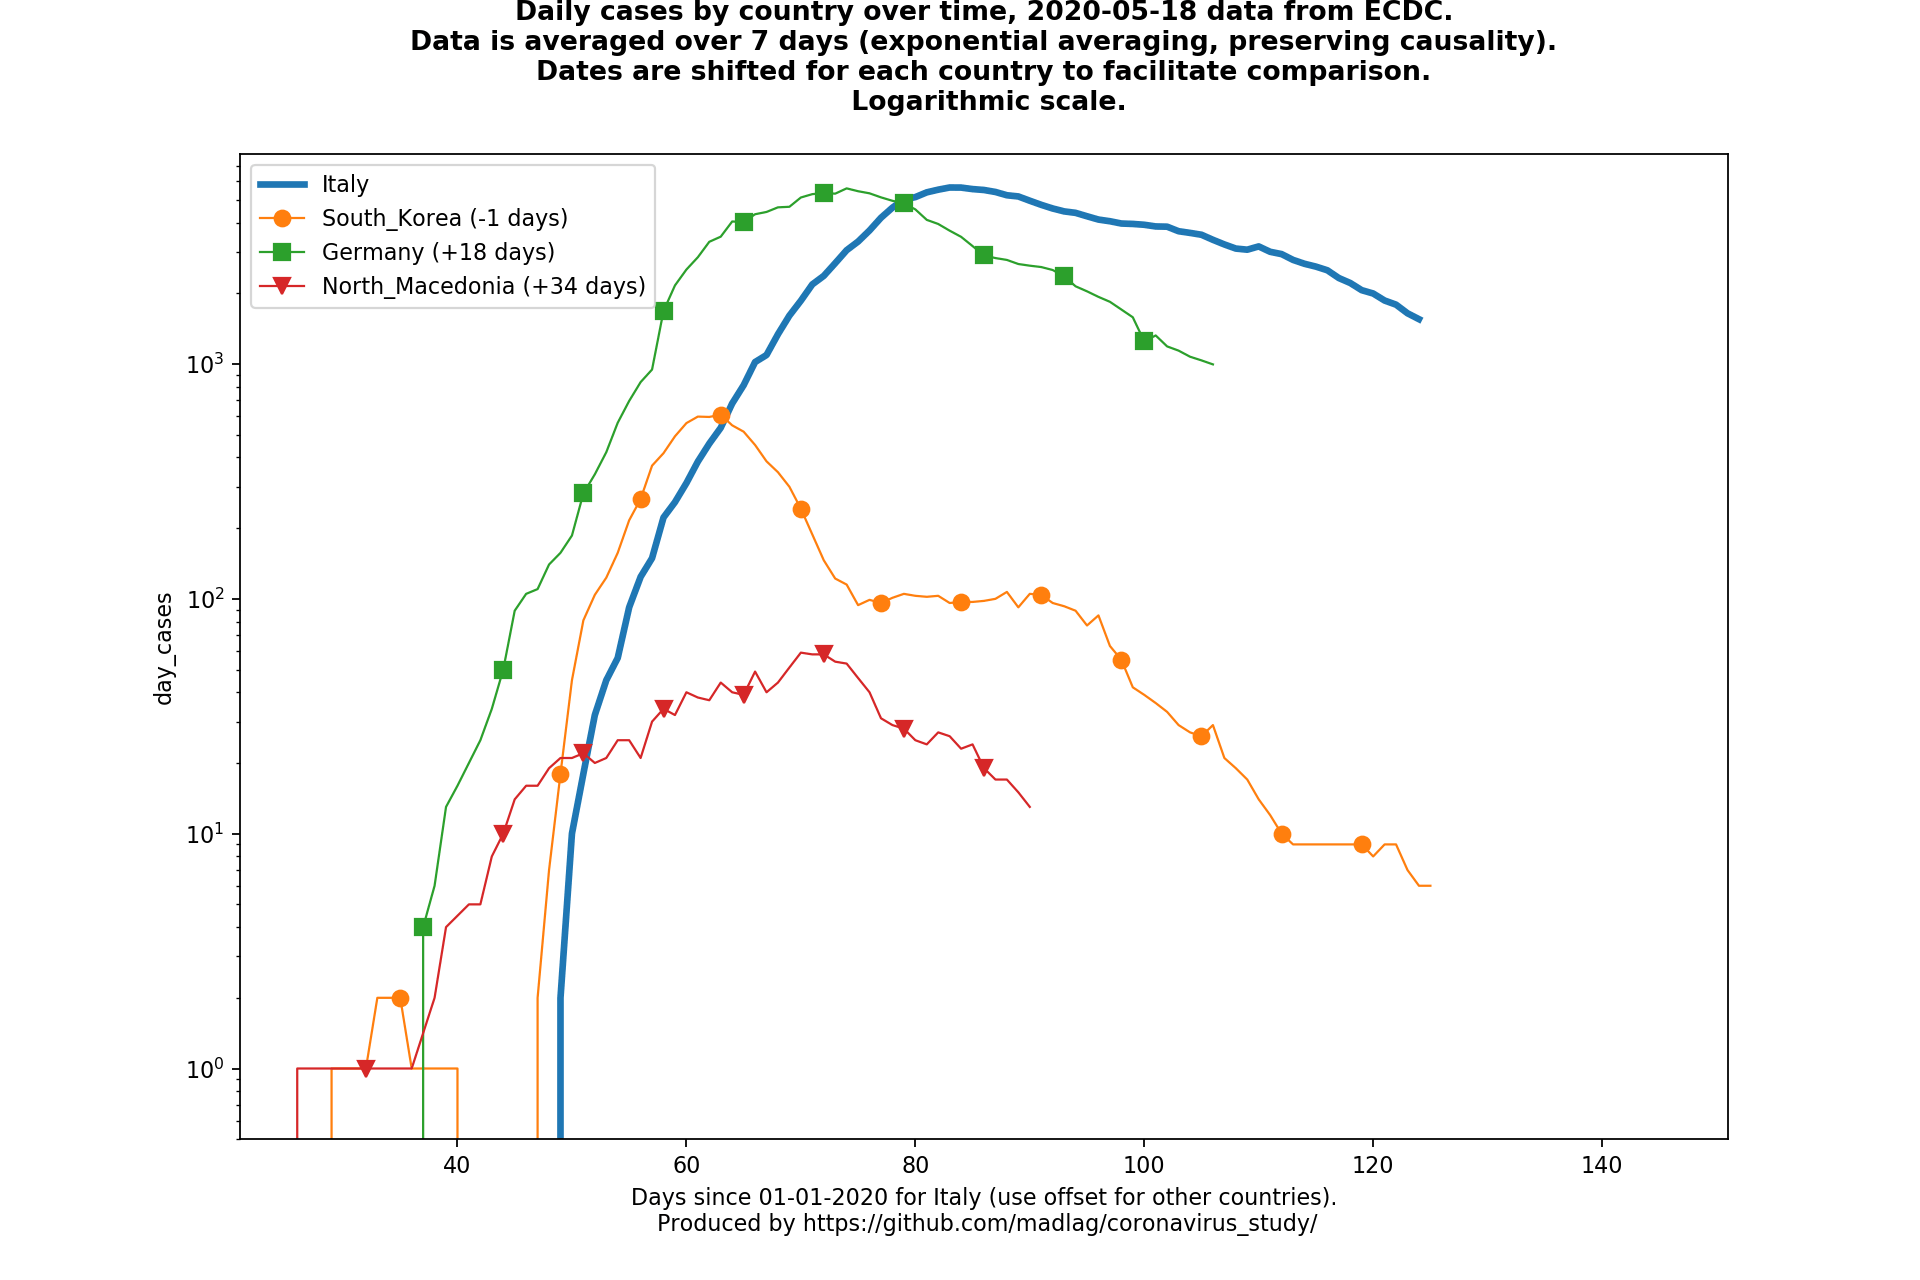 Daily cases by country over time, 2020-05-18 data from ECDC.
Data is averaged over 7 days (exponential averaging, preserving causality).
Dates are shifted for each country to facilitate comparison.
Logarithmic scale.
Italy
South_Korea (-1 days)
Germany (+18 days)
North_Macedonia (+34 days)
10³
10²
10¹
10⁰
day_cases
40 60 80 100 120 140
Days since 01-01-2020 for Italy (use offset for other countries).
Produced by https://github.com/madlag/coronavirus_study/